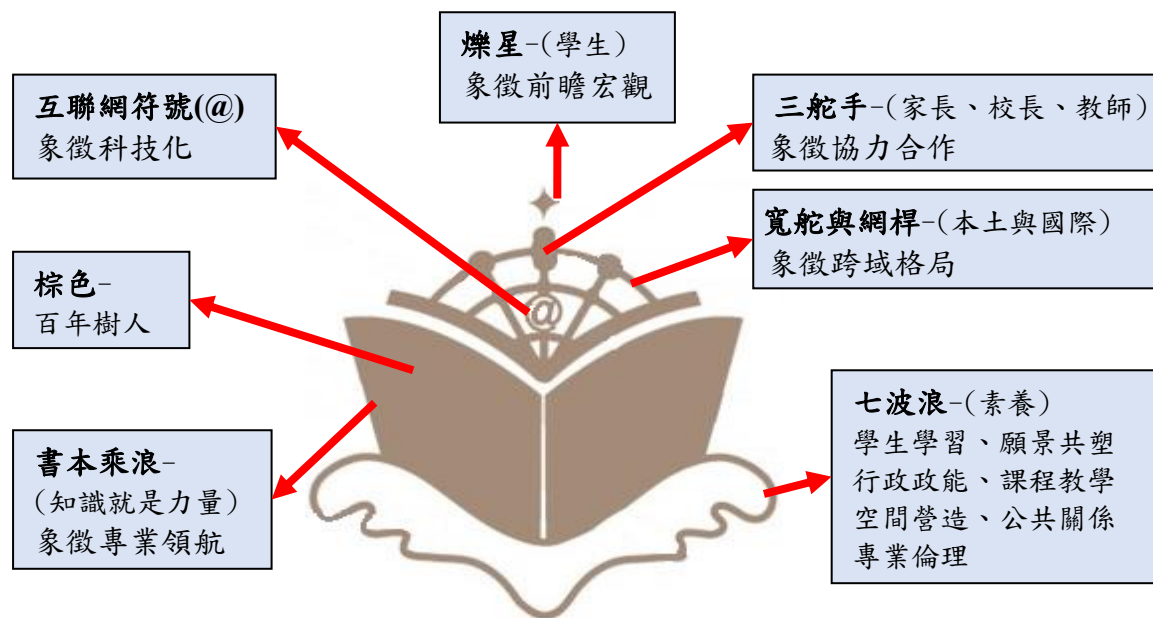 爍星-(學生)
象徵前瞻宏觀
互聯網符號(@)
象徵科技化
三舵手-(家長、校長、教師)
象徵協力合作
寬舵與網桿-(本土與國際)
象徵跨域格局
棕色-
百年樹人
@
七波浪-(素養)
學生學習、願景共塑
行政政能、課程教學
空間營造、公共關係
專業倫理
書本乘浪-
(知識就是力量)
象徵專業領航